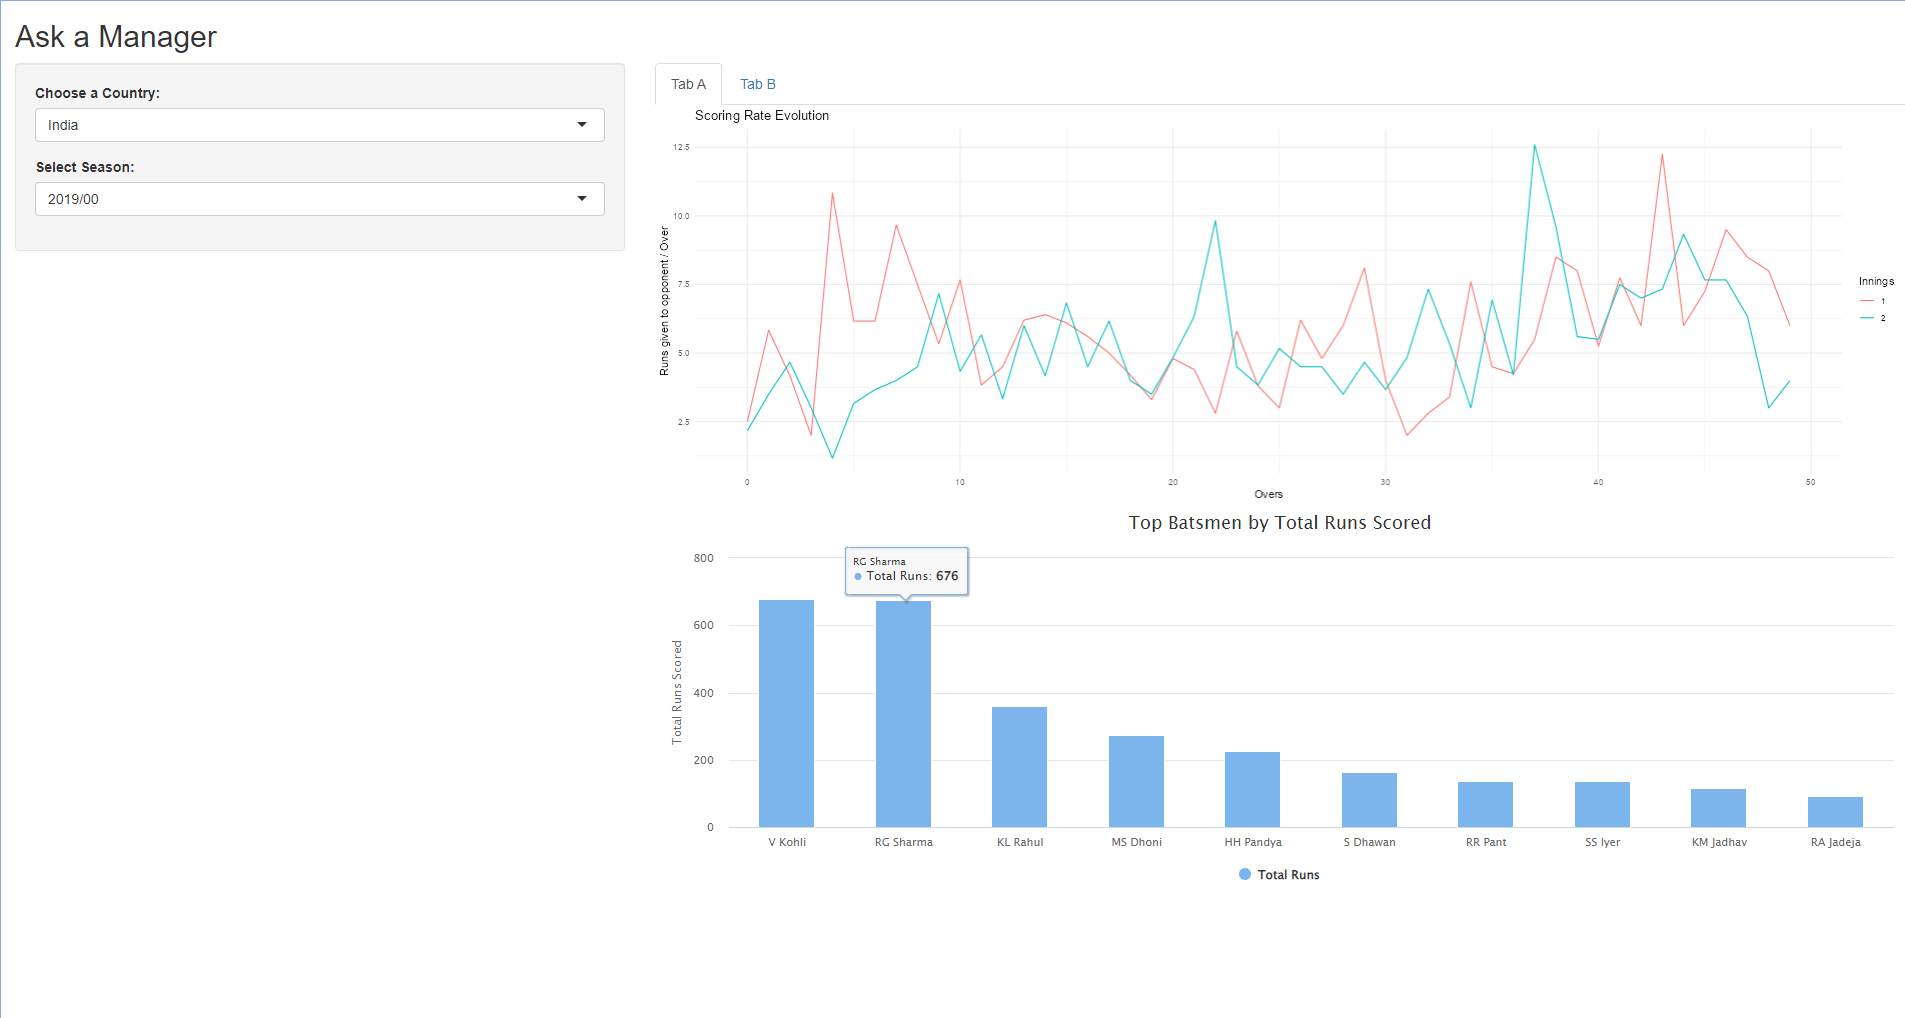 Ask a Manager
Choose a Country:
India
Select Season:
2019/00
Tab A
Tab B
Scoring Rate Evolution
12.5
10.0
7.5
5.0
2.5
Runs given to opponent / Over
0
10
20
30
40
50
Overs
Innings
1
2
Top Batsmen by Total Runs Scored
800
600
400
200
0
Total Runs Scored
RG Sharma
Total Runs: 676
V Kohli
RG Sharma
KL Rahul
MS Dhoni
HH Pandya
S Dhawan
RR Pant
SS Iyer
KM Jadhav
RA Jadeja
Total Runs